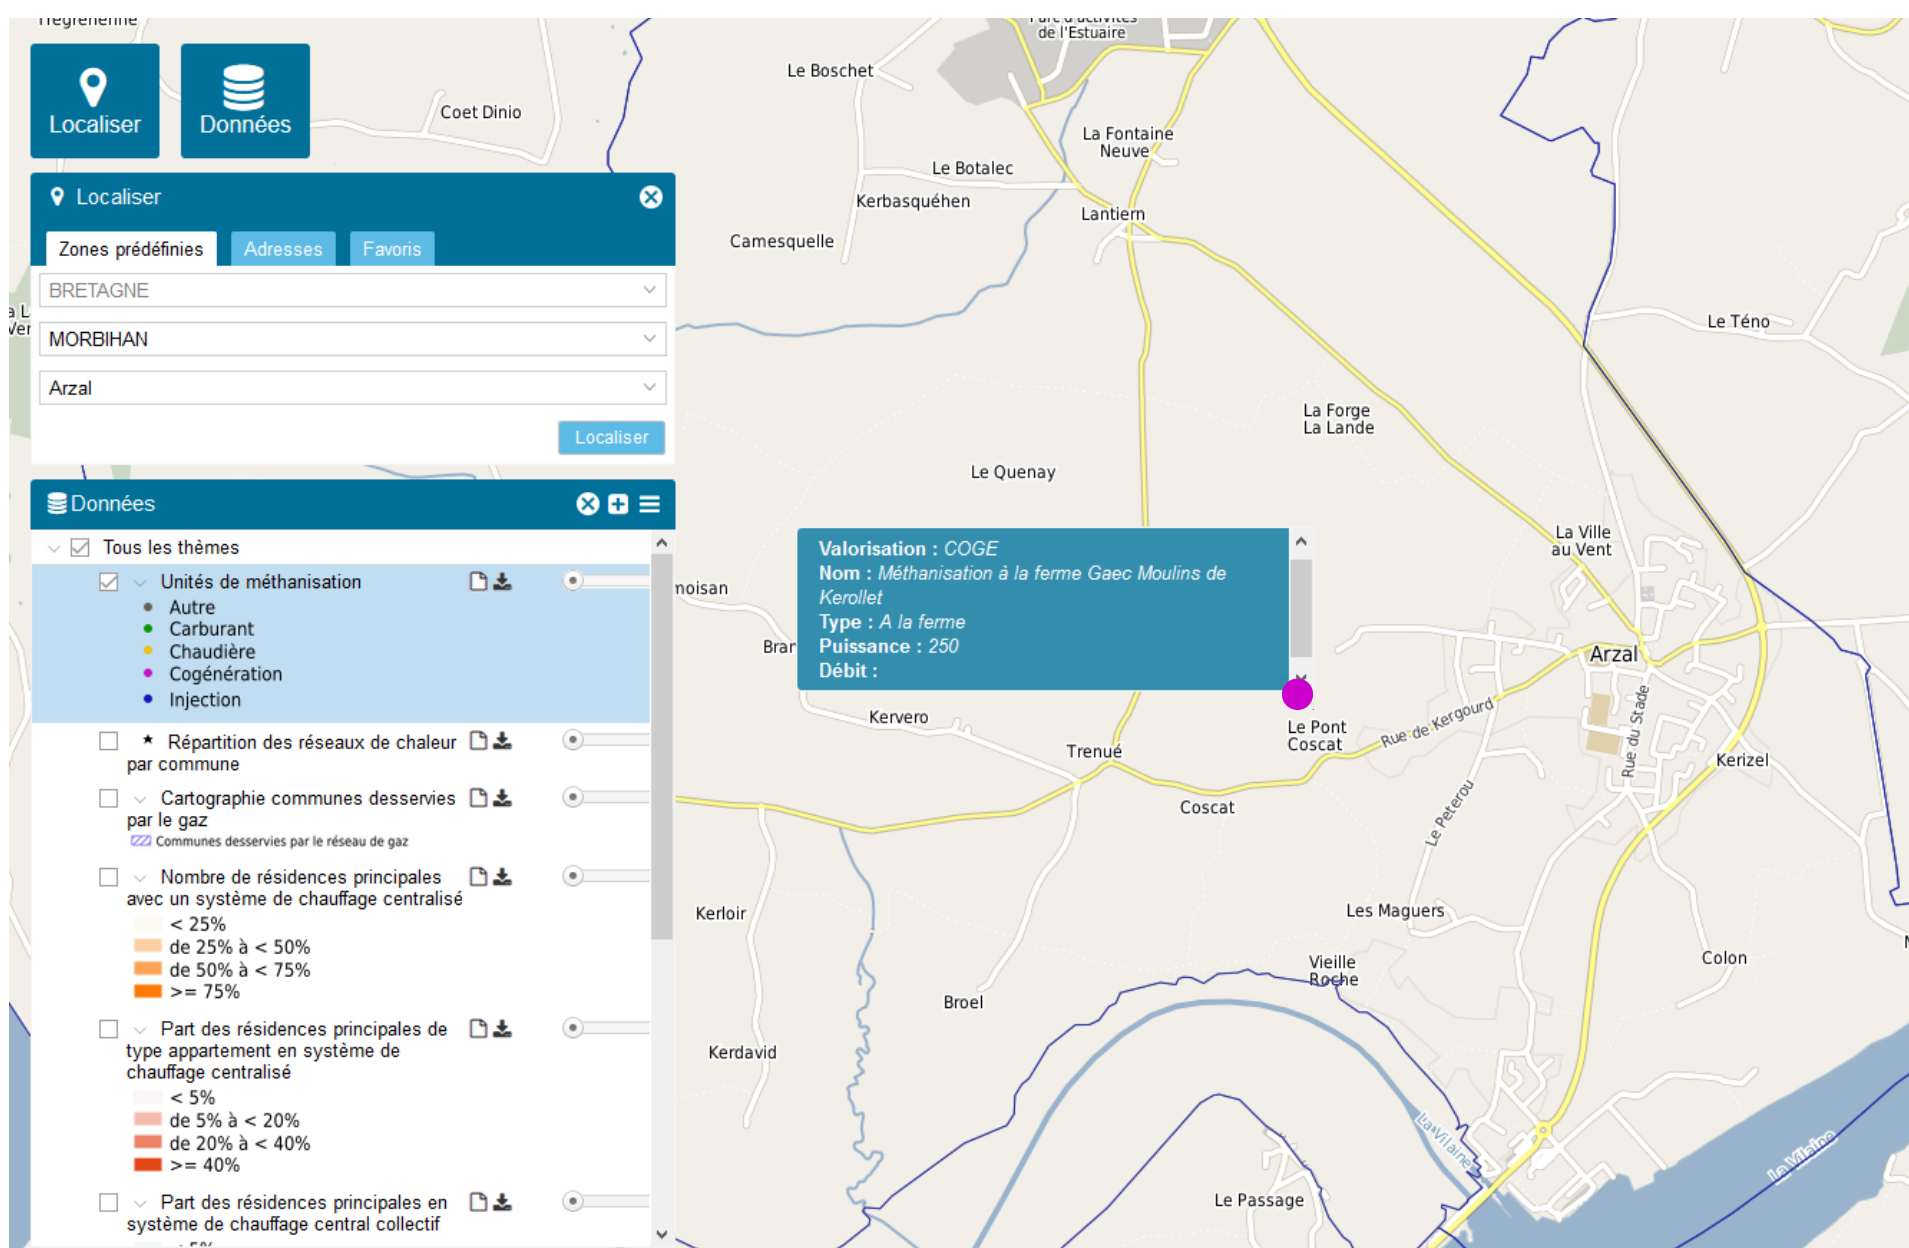 Localiser
Données
Localiser
Zones prédéfinies
Adresses
Favoris
BRETAGNE
MORBIHAN
Arzal
Localiser
Données
Tous les thèmes
Unités de méthanisation
Autre
Carburant
Chaudière
Cogénération
Injection
★ Répartition des réseaux de chaleur
par commune
Cartographie communes desservies
par le gaz
Communes desservies par le réseau de gaz
Nombre de résidences principales
avec un système de chauffage centralisé
< 25%
de 25% à < 50%
de 50% à < 75%
>= 75%
Part des résidences principales de
type appartement en système de
chauffage centralisé
< 5%
de 5% à < 20%
de 20% à < 40%
>= 40%
Part des résidences principales en
système de chauffage central collectif
Valorisation : COGE
Nom : Méthanisation à la ferme Gaec Moulins de
Kerollet
Type : A la ferme
Puissance : 250
Débit :
Parc d'activités
de l'Estuaire
Le Boschet
Coet Dinio
La Fontaine
Neuve
Le Botalec
Kerbasquéhen
Lantiern
Camesquelle
Le Téno
La Forge
La Lande
Le Quenay
La Ville
au Vent
moisan
Bran
Arzal
Kervero
Le Pont
Coscat
Rue de Kergourd
Rue du Stade
Trenué
Kerizel
Coscat
Le Peterou
Kerloir
Les Maguers
Colon
Vieille
Roche
Broel
Kerdavid
La Vilaine
La Vilaine
Le Passage